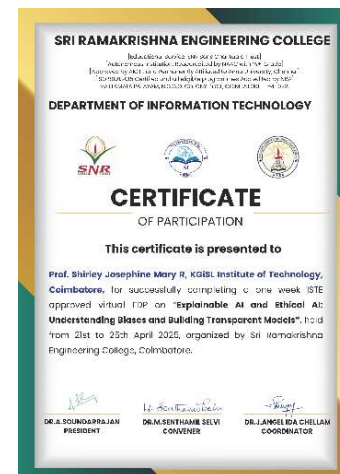 SRI RAMAKRISHNA ENGINEERING COLLEGE
DEPARTMENT OF INFORMATION TECHNOLOGY
SNR
CERTIFICATE
OF PARTICIPATION
This certificate is presented to
Prof. Shirley Josephine Mary R, KGiSL Institute of Technology,
Coimbatore, for successfully completing a one week ISTE
approved virtual FDP on "Explainable AI and Ethical AI:
Understanding Biases and Building Transparent Models", held
from 21st to 25th April 2025, organized by Sri Ramakrishna
Engineering College, Coimbatore.
DR.A.SOUNDARRAJAN DR.M.SENTHAMIL SELVI DR.J.ANGEL IDA CHELLAM
PRESIDENT CONVENER COORDINATOR